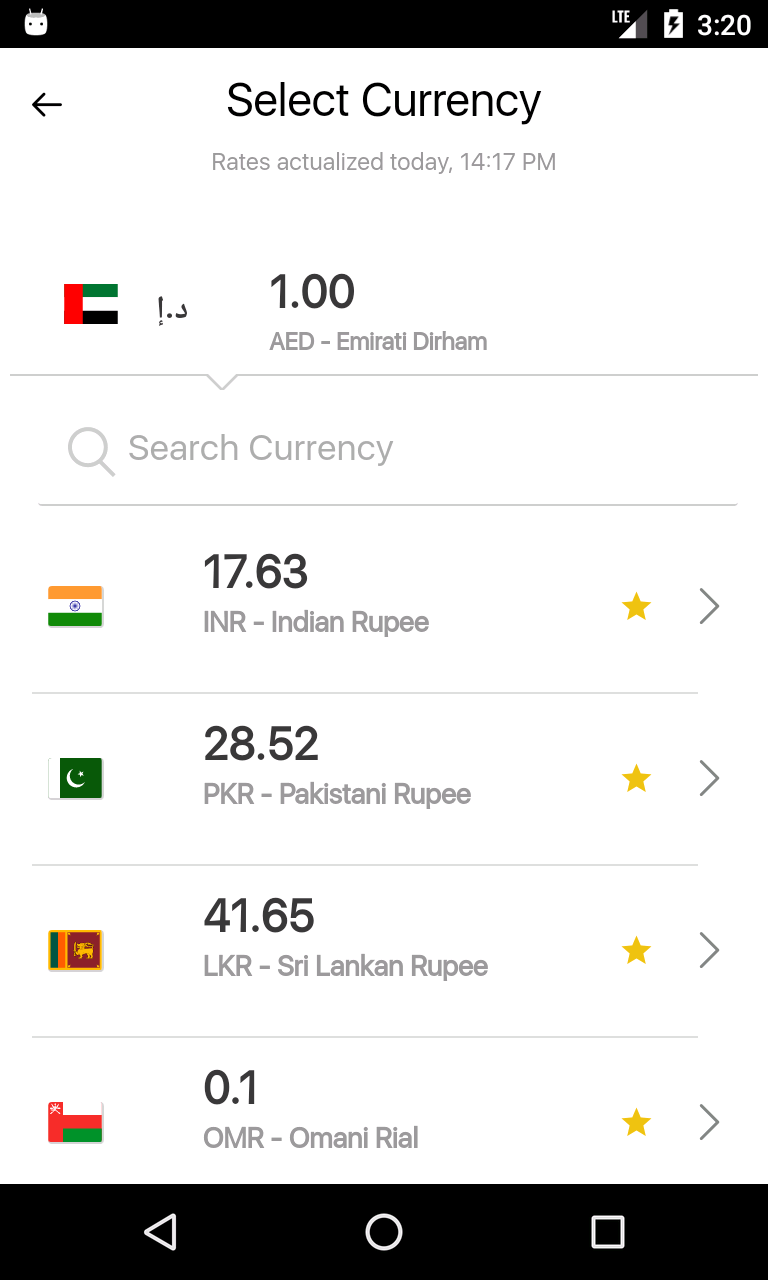 LTE 3:20
Select Currency
Rates actualized today, 14:17 PM
د.إ
1.00
AED - Emirati Dirham
Search Currency
17.63
INR - Indian Rupee
28.52
PKR - Pakistani Rupee
41.65
LKR - Sri Lankan Rupee
0.1
OMR - Omani Rial